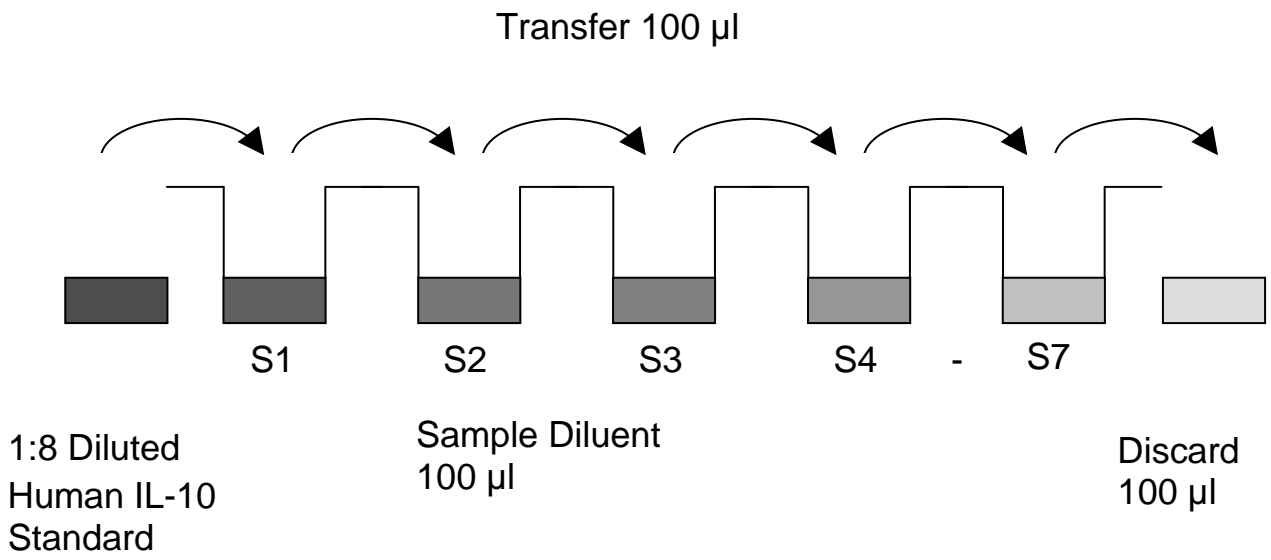 Transfer 100 µl
S1 S2 S3 S4 - S7
1:8 Diluted
Human IL-10
Standard
Sample Diluent
100 µl
Discard
100 µl